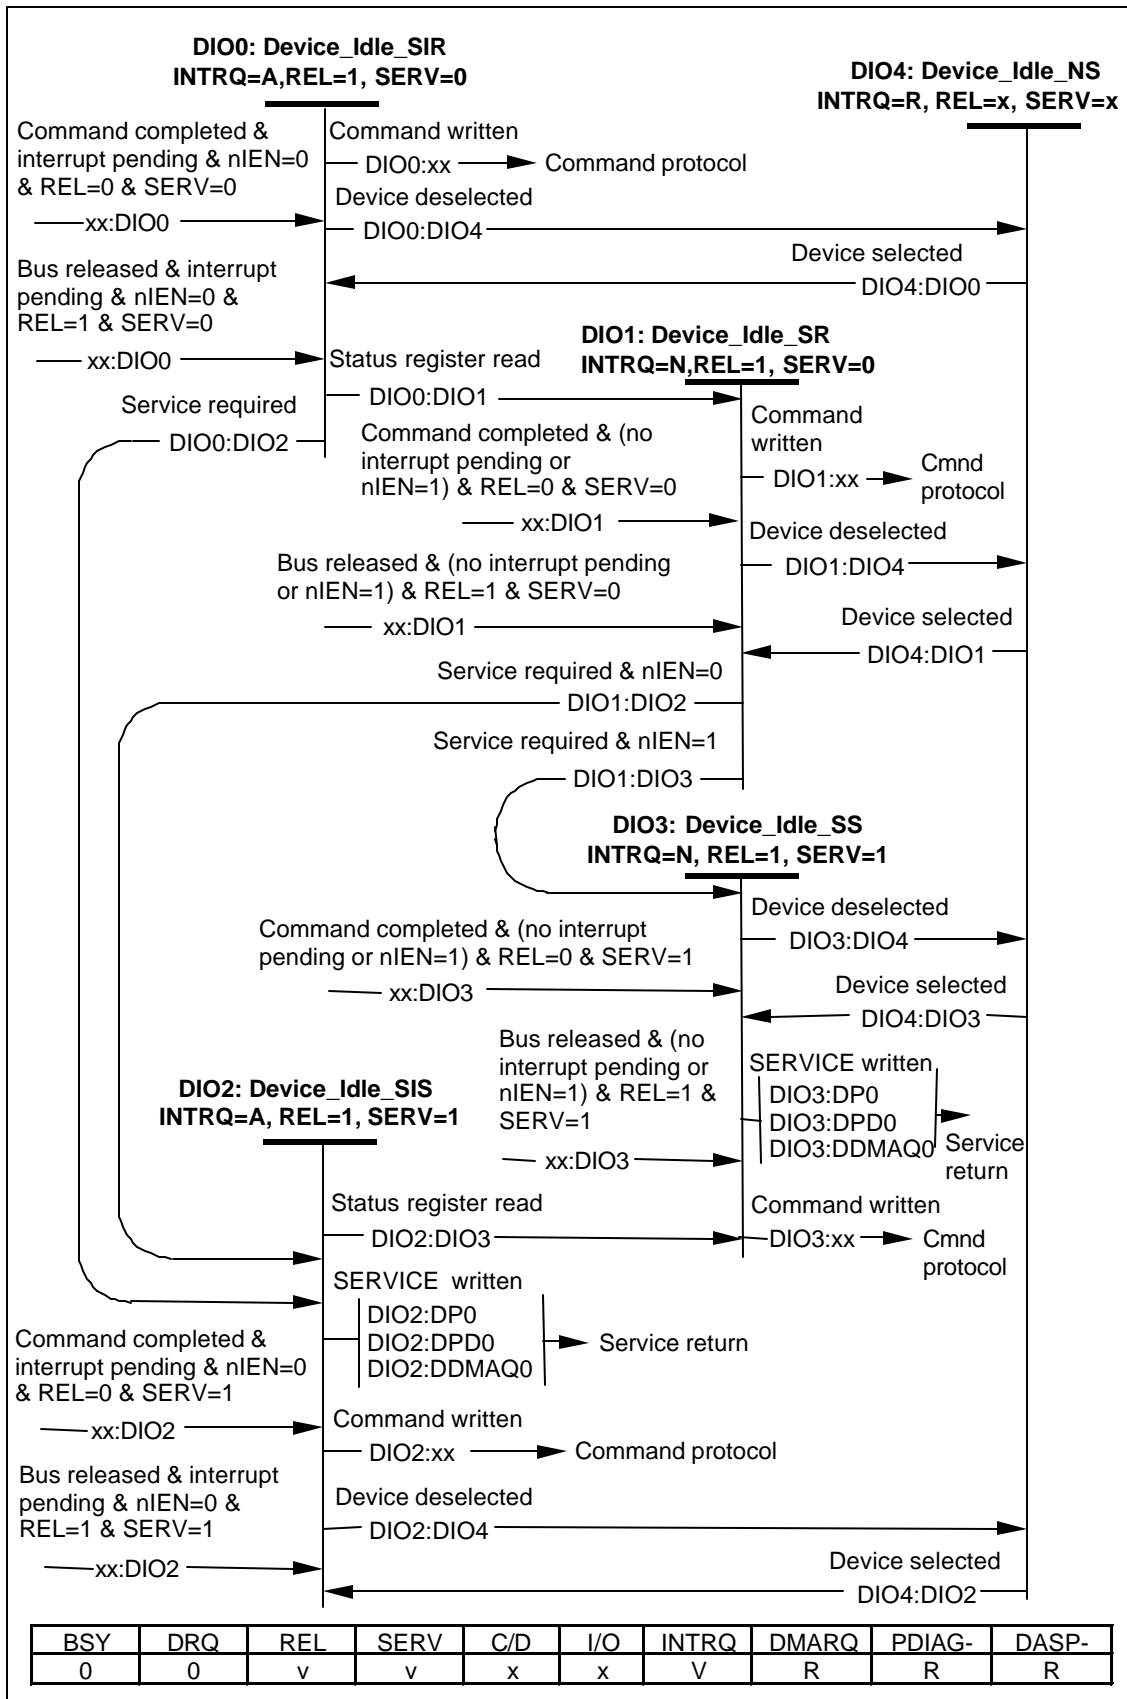 DIO0: Device_Idle_SIR
INTRQ=A,REL=1, SERV=0
DIO4: Device_Idle_NS
INTRQ=R, REL=x, SERV=x
Command completed &
interrupt pending & nIEN=0
& REL=0 & SERV=0
xx:DIO0
Command written
DIO0:xx
Command protocol
Device deselected
DIO0:DIO4
Device selected
DIO4:DIO0
Bus released & interrupt
pending & nIEN=0 &
REL=1 & SERV=0
xx:DIO0
Status register read
DIO0:DIO1
DIO1: Device_Idle_SR
INTRQ=N,REL=1, SERV=0
Service required
DIO0:DIO2
Command completed & (no
interrupt pending or
nIEN=1) & REL=0 & SERV=0
xx:DIO1
Command
written
DIO1:xx
Cmnd
protocol
Device deselected
DIO1:DIO4
Bus released & (no interrupt pending
or nIEN=1) & REL=1 & SERV=0
xx:DIO1
Device selected
DIO4:DIO1
Service required & nIEN=0
DIO1:DIO2
Service required & nIEN=1
DIO1:DIO3
DIO3: Device_Idle_SS
INTRQ=N, REL=1, SERV=1
Device deselected
DIO3:DIO4
Command completed & (no interrupt
pending or nIEN=1) & REL=0 & SERV=1
xx:DIO3
Device selected
DIO4:DIO3
Bus released & (no
interrupt pending or
nIEN=1) & REL=1 &
SERV=1
xx:DIO3
SERVICE written
DIO3:DP0
DIO3:DPD0
DIO3:DDMAQ0
Service
return
DIO2: Device_Idle_SIS
INTRQ=A, REL=1, SERV=1
Status register read
DIO2:DIO3
Command written
DIO3:xx
Cmnd
protocol
SERVICE written
DIO2:DP0
DIO2:DPD0
DIO2:DDMAQ0
Service return
Command completed &
interrupt pending & nIEN=0
& REL=0 & SERV=1
xx:DIO2
Command written
DIO2:xx
Command protocol
Bus released & interrupt
pending & nIEN=0 &
REL=1 & SERV=1
xx:DIO2
Device deselected
DIO2:DIO4
Device selected
DIO4:DIO2
BSY DRQ REL SERV C/D I/O INTRQ DMARQ PDIAG- DASP-
0 0 v v x x V R R R